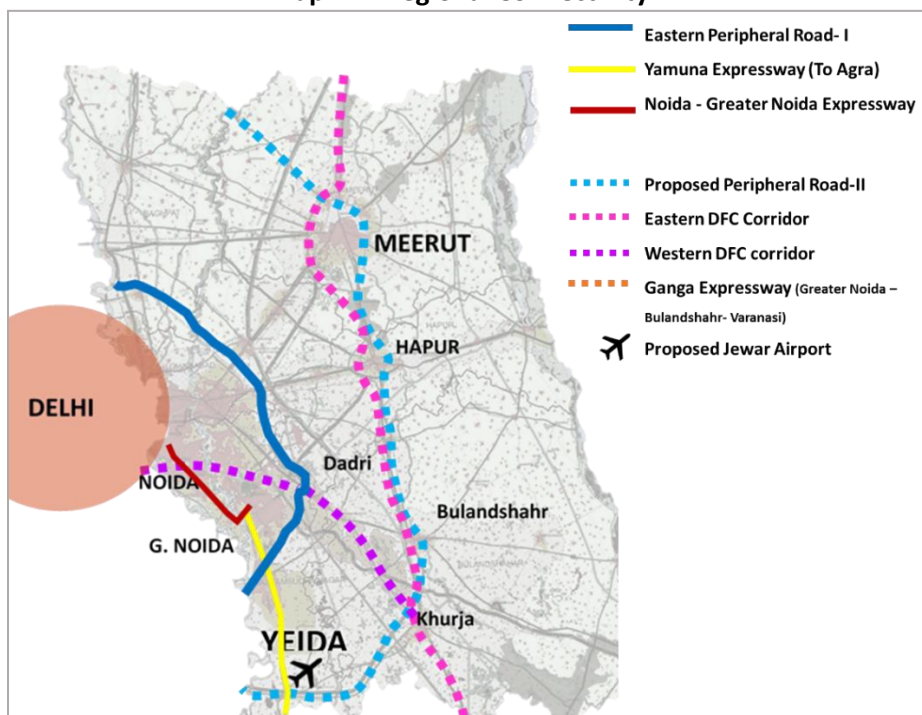 Eastern Peripheral Road- I
Yamuna Expressway (To Agra)
Noida - Greater Noida Expressway
Proposed Peripheral Road-II
Eastern DFC Corridor
Western DFC corridor
Ganga Expressway (Greater Noida –
Bulandshahr- Varanasi)
Proposed Jewar Airport
MEERUT
HAPUR
DELHI
Dadri
NOIDA
Bulandshahr
G. NOIDA
Khurja
YEIDA